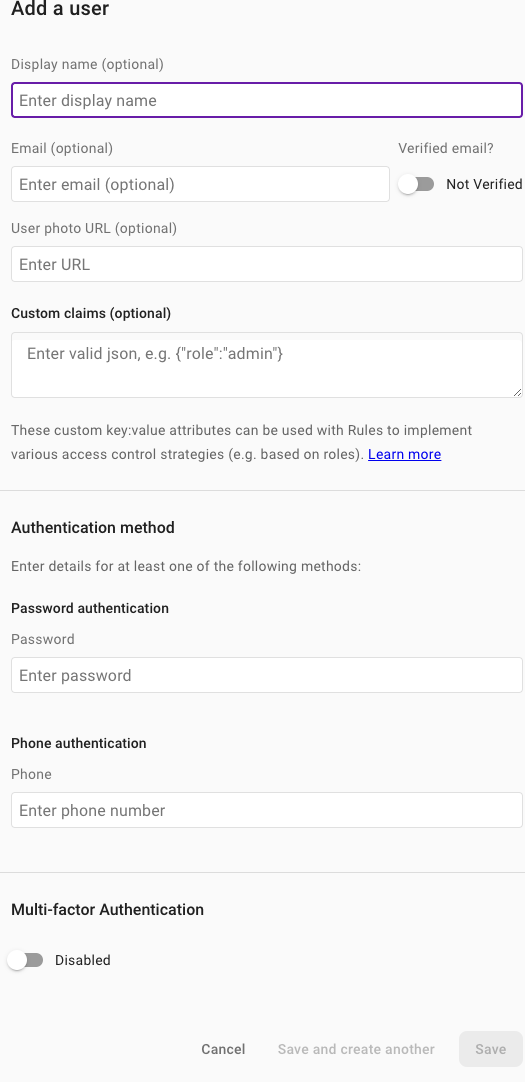 Add a user
Display name (optional)
Enter display name
Email (optional)
Verified email?
Enter email (optional)
Not Verified
User photo URL (optional)
Enter URL
Custom claims (optional)
Enter valid json, e.g. {"role":"admin"}
These custom key:value attributes can be used with Rules to implement
various access control strategies (e.g. based on roles). Learn more
Authentication method
Enter details for at least one of the following methods:
Password authentication
Password
Enter password
Phone authentication
Phone
Enter phone number
Multi-factor Authentication
Disabled
Cancel
Save and create another
Save